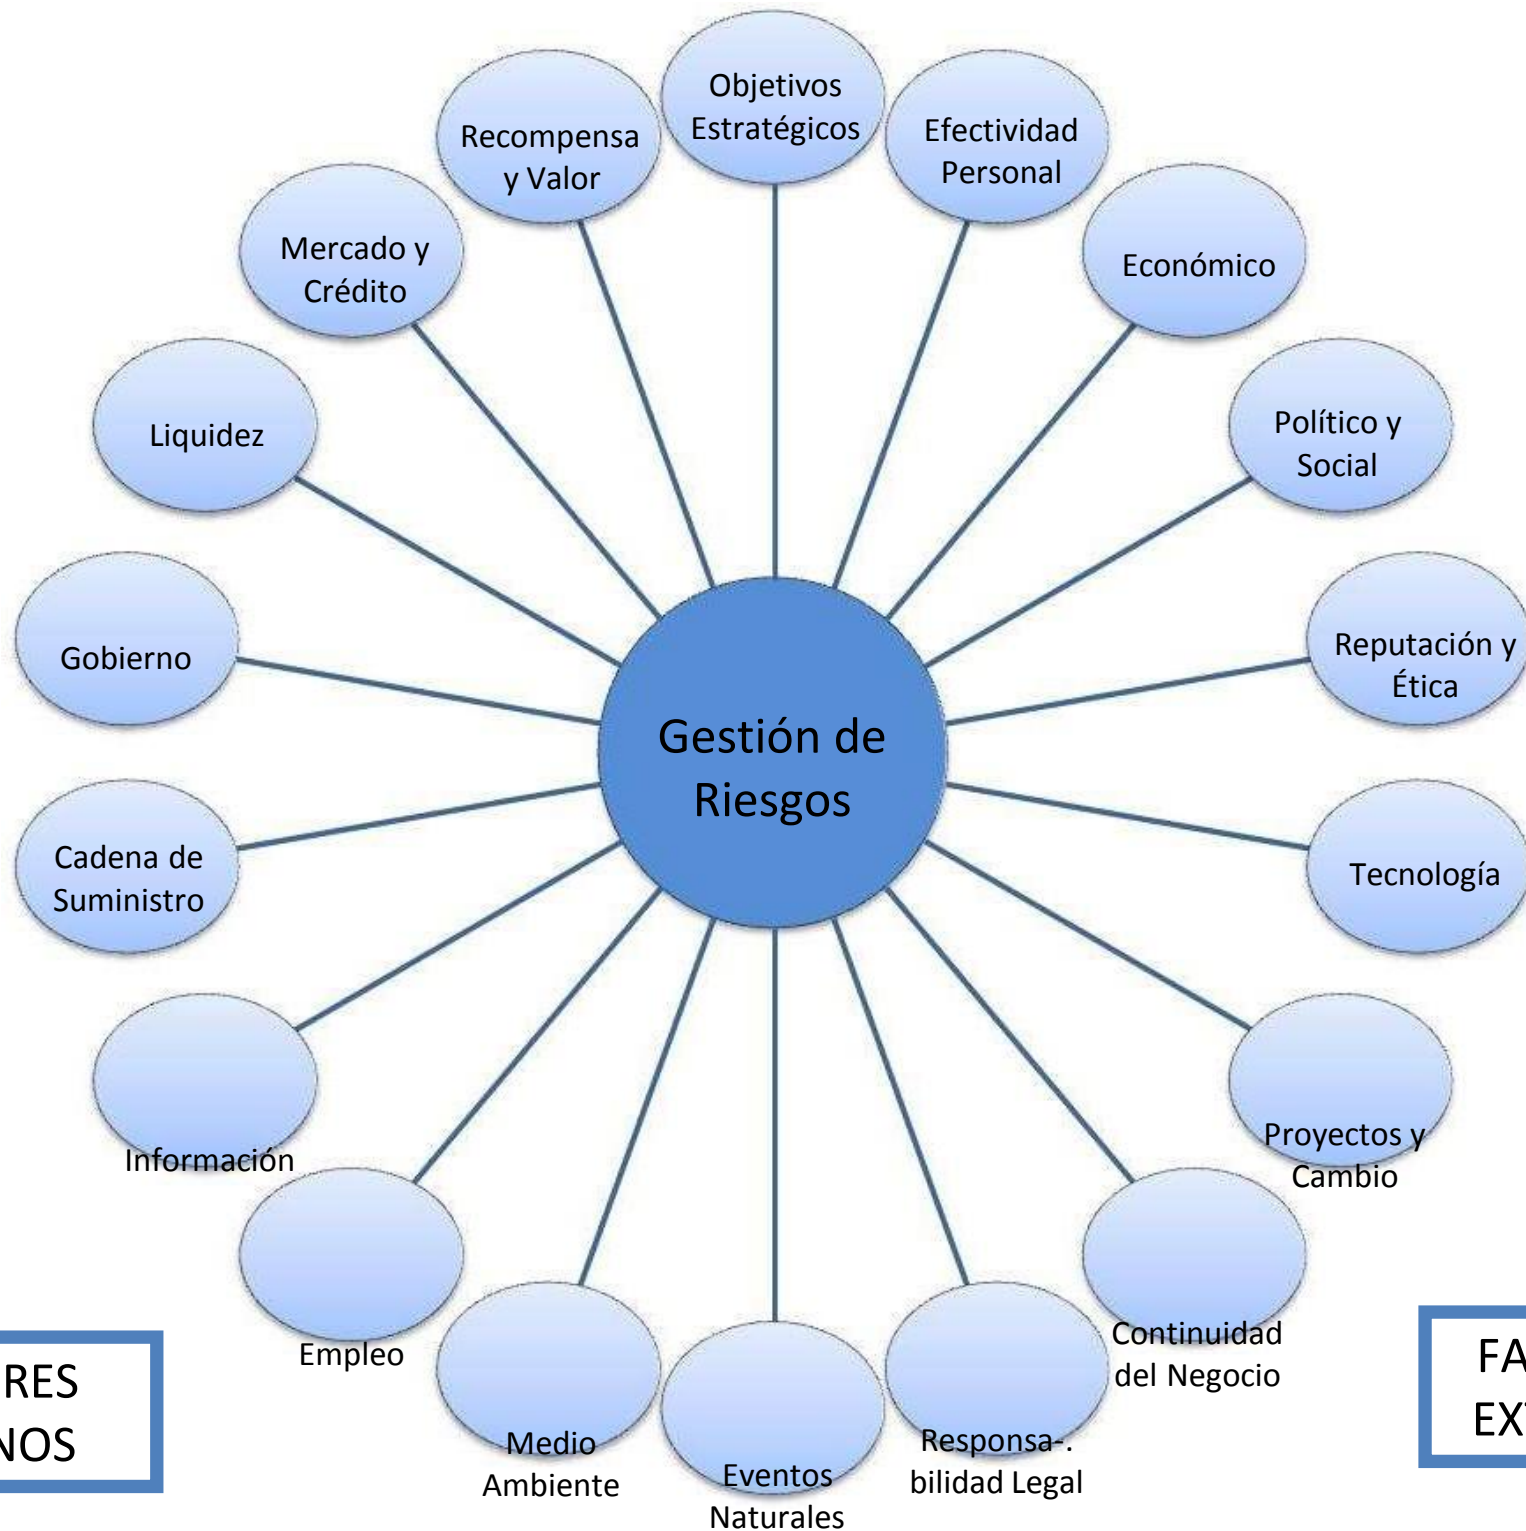 Objetivos
Estratégicos
Efectividad
Personal
Económico
Político y
Social
Reputación y
Ética
Tecnología
Proyectos y
Cambio
Continuidad
del Negocio
Responsa-.
bilidad Legal
Eventos
Naturales
Medio
Ambiente
Empleo
Información
Cadena de
Suministro
Gobierno
Liquidez
Mercado y
Crédito
Recompensa
y Valor
Gestión de
Riesgos
RES
NOS
FA
EXT